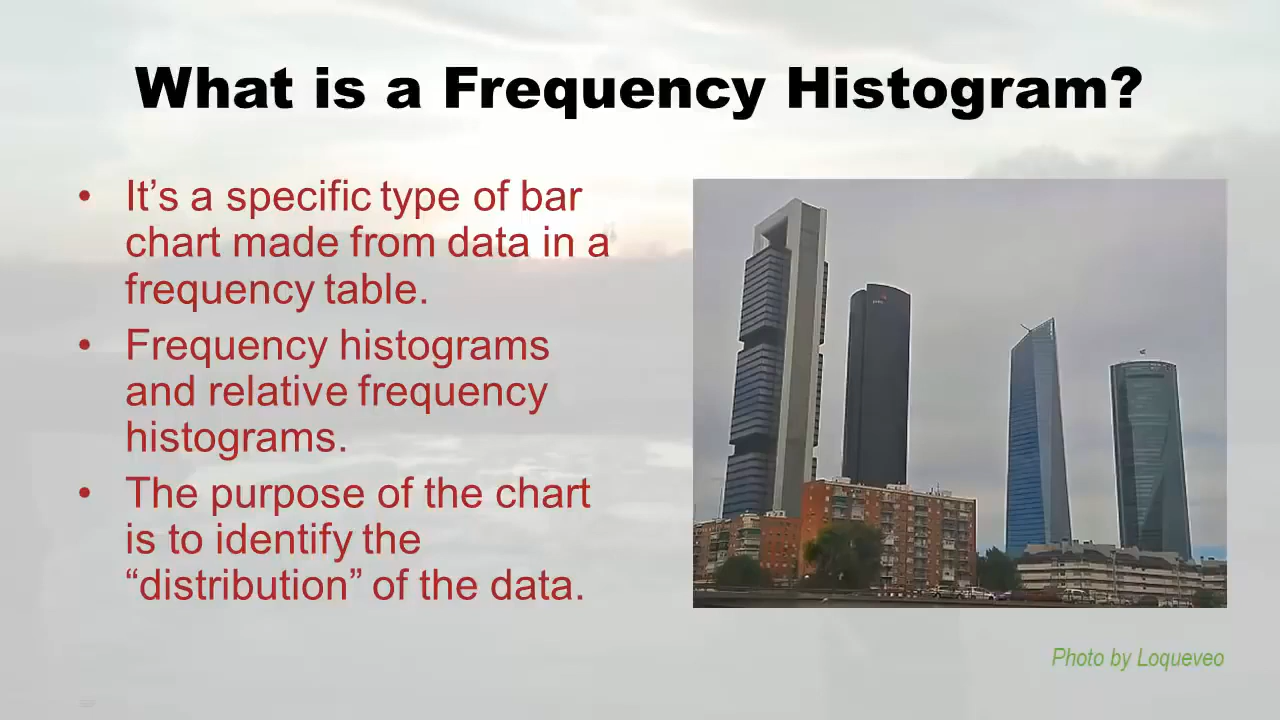 What is a Frequency Histogram?
• It’s a specific type of bar
chart made from data in a
frequency table.
• Frequency histograms
and relative frequency
histograms.
• The purpose of the chart
is to identify the
“distribution” of the data.
Photo by Loqueveo